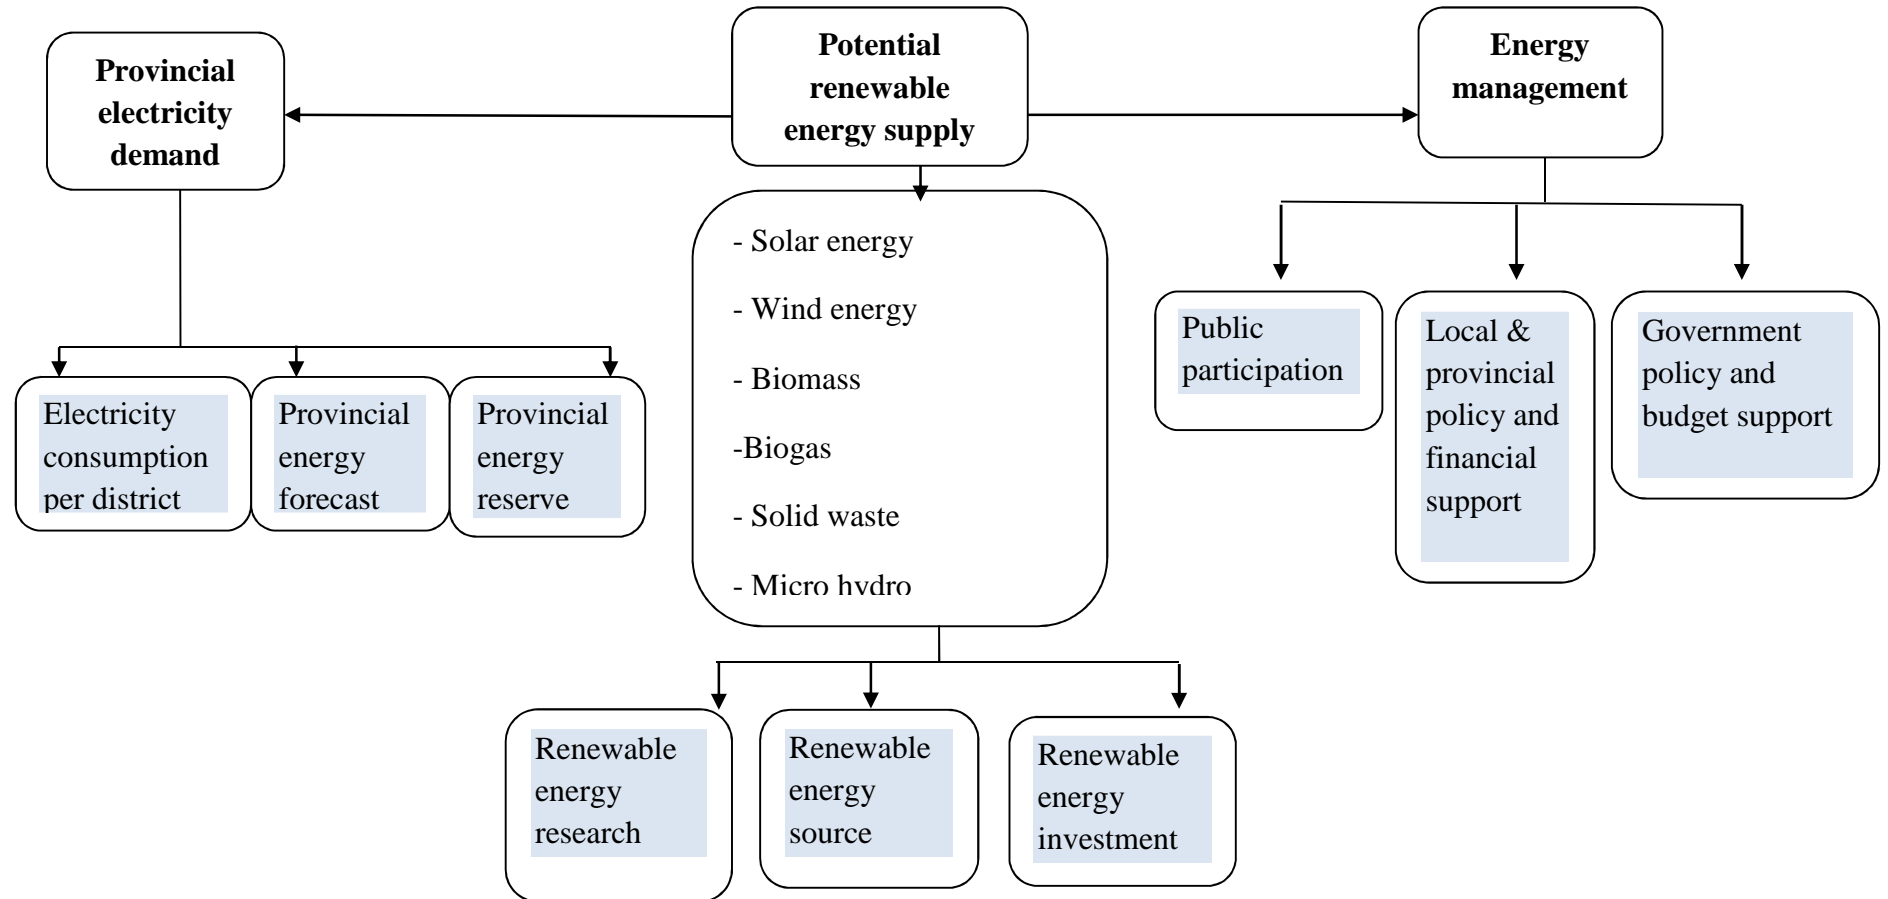 Provincial
electricity
demand
Potential
renewable
energy supply
Energy
management
- Solar energy
- Wind energy
- Biomass
-Biogas
- Solid waste
- Micro hydro
Public
participation
Local &
provincial
policy and
financial
support
Government
policy and
budget support
Electricity
consumption
per district
Provincial
energy
forecast
Provincial
energy
reserve
Renewable
energy
research
Renewable
energy
source
Renewable
energy
investment